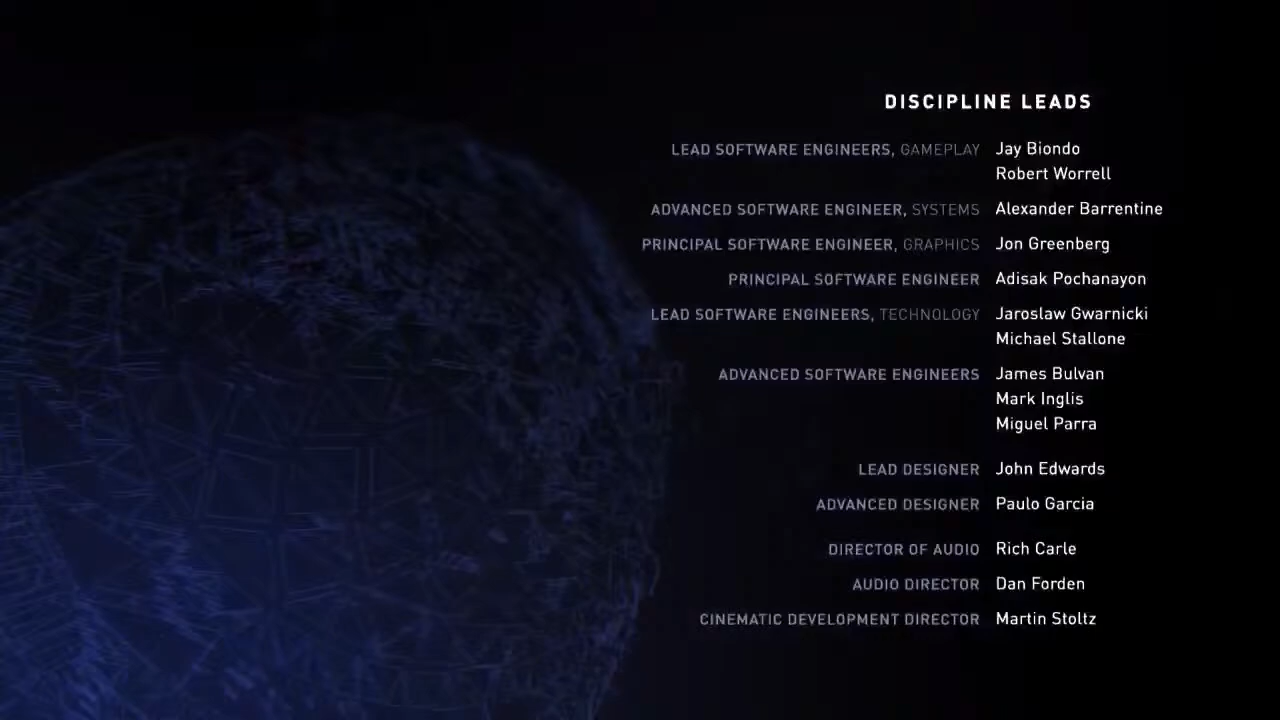 DISCIPLINE LEADS
LEAD SOFTWARE ENGINEERS, GAMEPLAY Jay Biondo
Robert Worrell
ADVANCED SOFTWARE ENGINEER, SYSTEMS Alexander Barrentine
PRINCIPAL SOFTWARE ENGINEER, GRAPHICS Jon Greenberg
PRINCIPAL SOFTWARE ENGINEER Adisak Pochanayon
LEAD SOFTWARE ENGINEERS, TECHNOLOGY Jaroslaw Gwarnicki
Michael Stallone
ADVANCED SOFTWARE ENGINEERS James Bulvan
Mark Inglis
Miguel Parra
LEAD DESIGNER John Edwards
ADVANCED DESIGNER Paulo Garcia
DIRECTOR OF AUDIO Rich Carle
AUDIO DIRECTOR Dan Forden
CINEMATIC DEVELOPMENT DIRECTOR Martin Stoltz